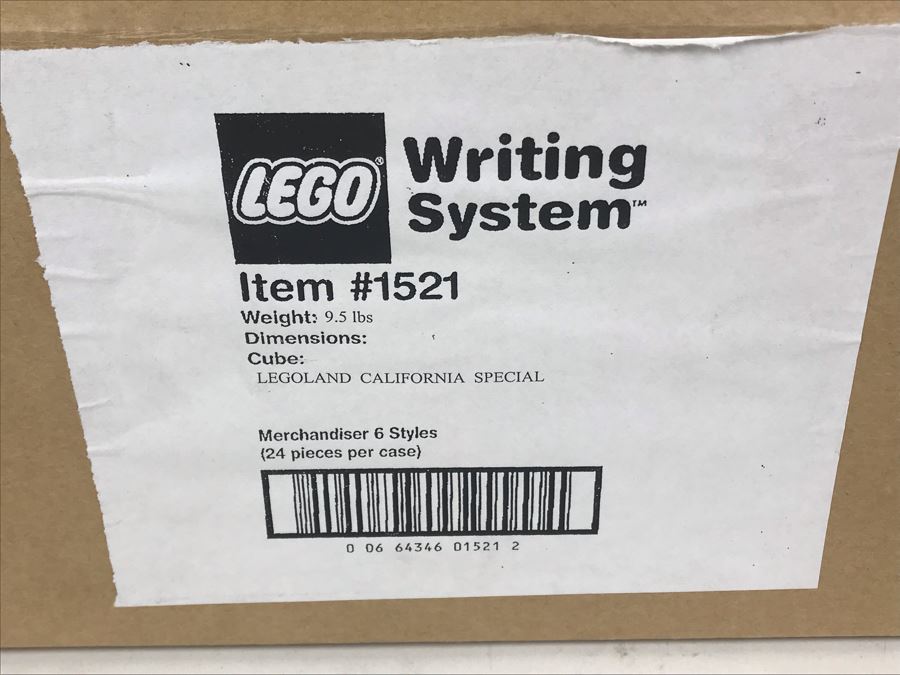 LEGO®
Writing
System™
Item #1521
Weight: 9.5 lbs
Dimensions:
Cube:
LEGOLAND CALIFORNIA SPECIAL
Merchandiser 6 Styles
(24 pieces per case)
0 06 64346 01521 2